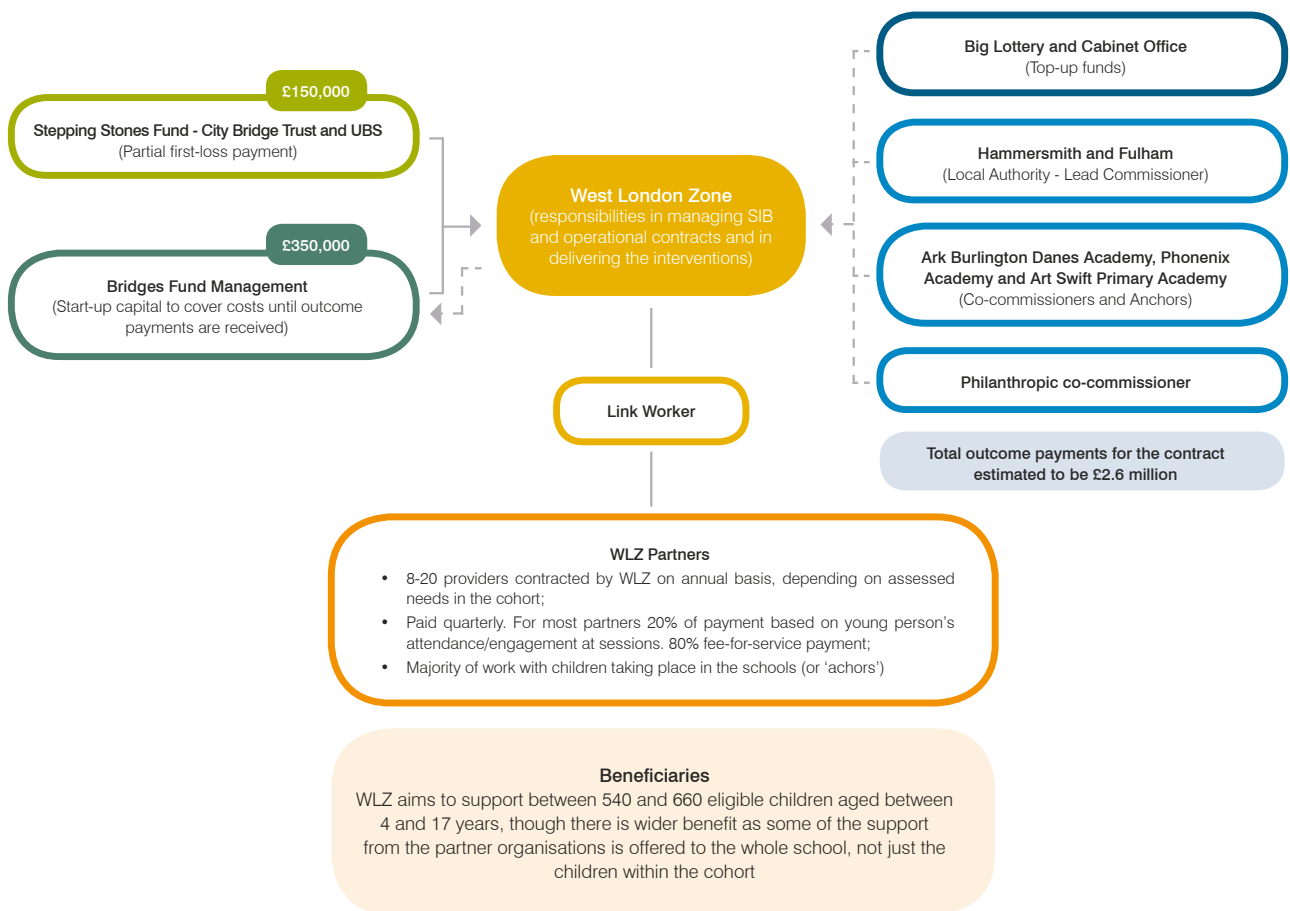 £150,000
Stepping Stones Fund - City Bridge Trust and UBS
(Partial first-loss payment)
£350,000
Bridges Fund Management
(Start-up capital to cover costs until outcome
payments are received)
West London Zone
(responsibilities in managing SIB
and operational contracts and in
delivering the interventions)
Big Lottery and Cabinet Office
(Top-up funds)
Hammersmith and Fulham
(Local Authority - Lead Commissioner)
Ark Burlington Danes Academy, Phonenix
Academy and Art Swift Primary Academy
(Co-commissioners and Anchors)
Philanthropic co-commissioner
Total outcome payments for the contract
estimated to be £2.6 million
Link Worker
WLZ Partners
• 8-20 providers contracted by WLZ on annual basis, depending on assessed
needs in the cohort;
• Paid quarterly. For most partners 20% of payment based on young person's
attendance/engagement at sessions. 80% fee-for-service payment;
• Majority of work with children taking place in the schools (or 'achors')
Beneficiaries
WLZ aims to support between 540 and 660 eligible children aged between
4 and 17 years, though there is wider benefit as some of the support
from the partner organisations is offered to the whole school, not just the
children within the cohort